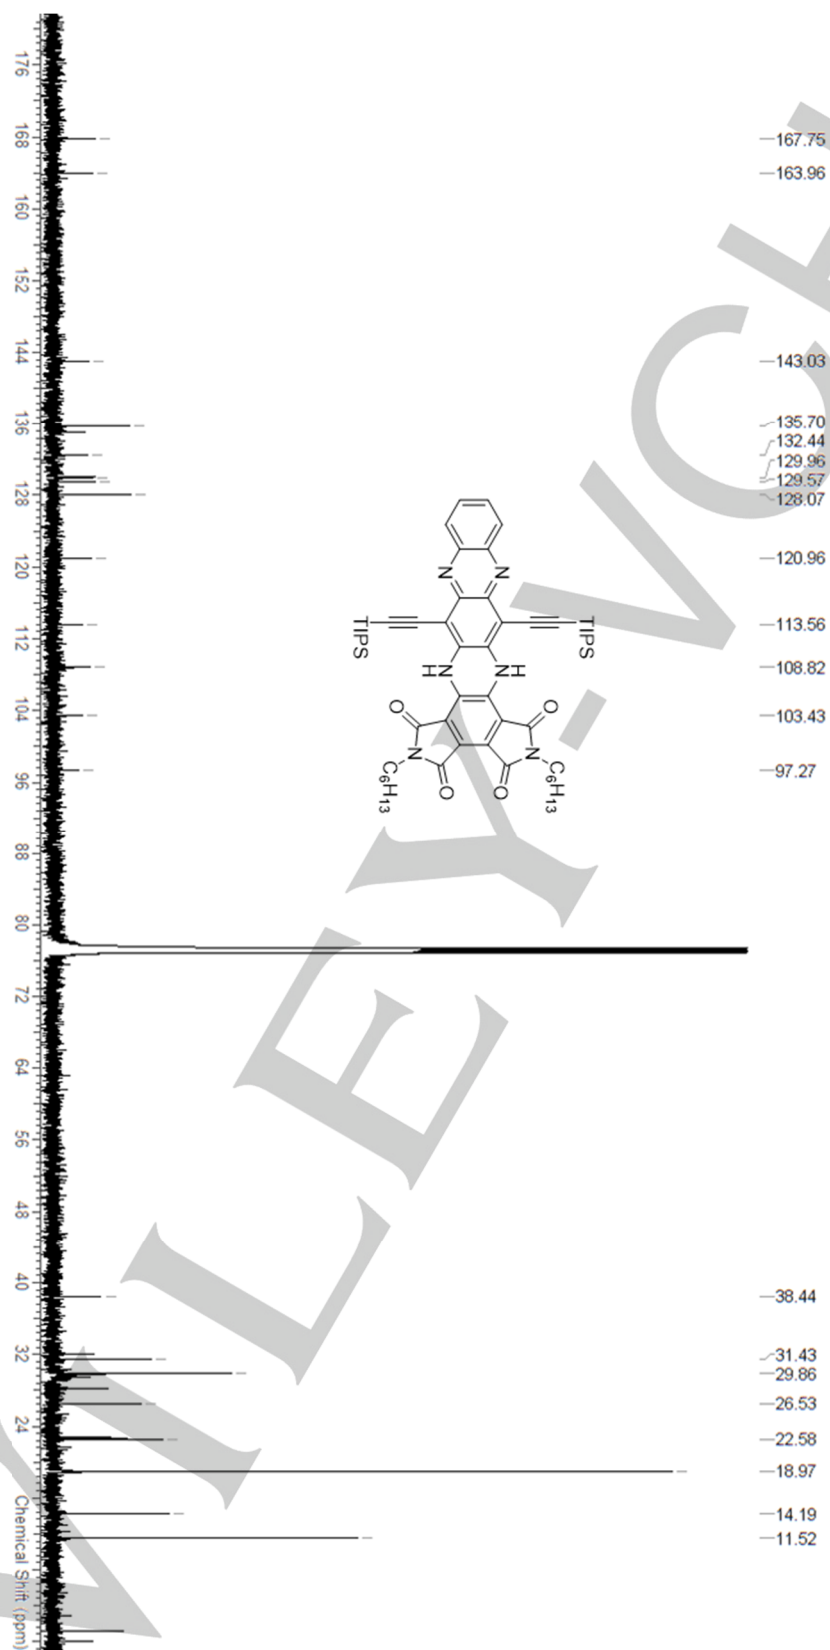 167.75
163.96
143.03
135.70
132.44
129.96
129.57
128.07
120.96
113.56
108.82
103.43
97.27
38.44
31.43
29.86
26.53
22.58
18.97
14.19
11.52
TIPS
TIPS
N
N
N
H
N
H
O
O
O
O
N
N
C6H13
C6H13
176
168
160
152
144
136
128
120
112
104
96
88
80
72
64
56
48
40
32
24
Chemical Shift (ppm)
WILEY-VCH